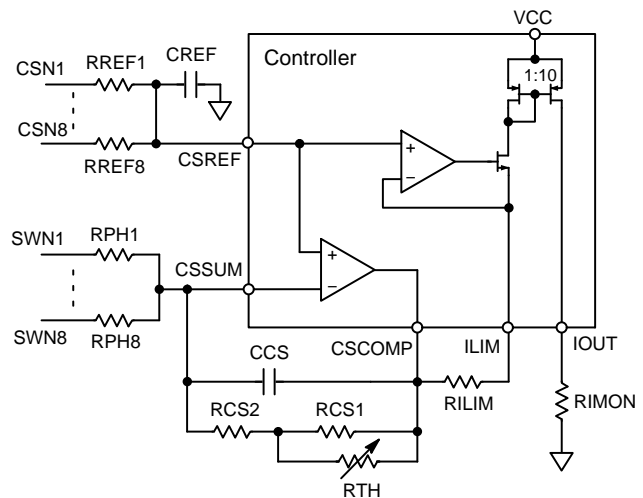 VCC
CREF
Controller
RREF1
CSN1
1:10
CSN8
RREF8
CSREF
+
−
SWN1
RPH1
CSSUM
+
−
SWN8
RPH8
CSCOMP
ILIM
IOUT
CCS
RILIM
RIMON
RCS2
RCS1
RTH